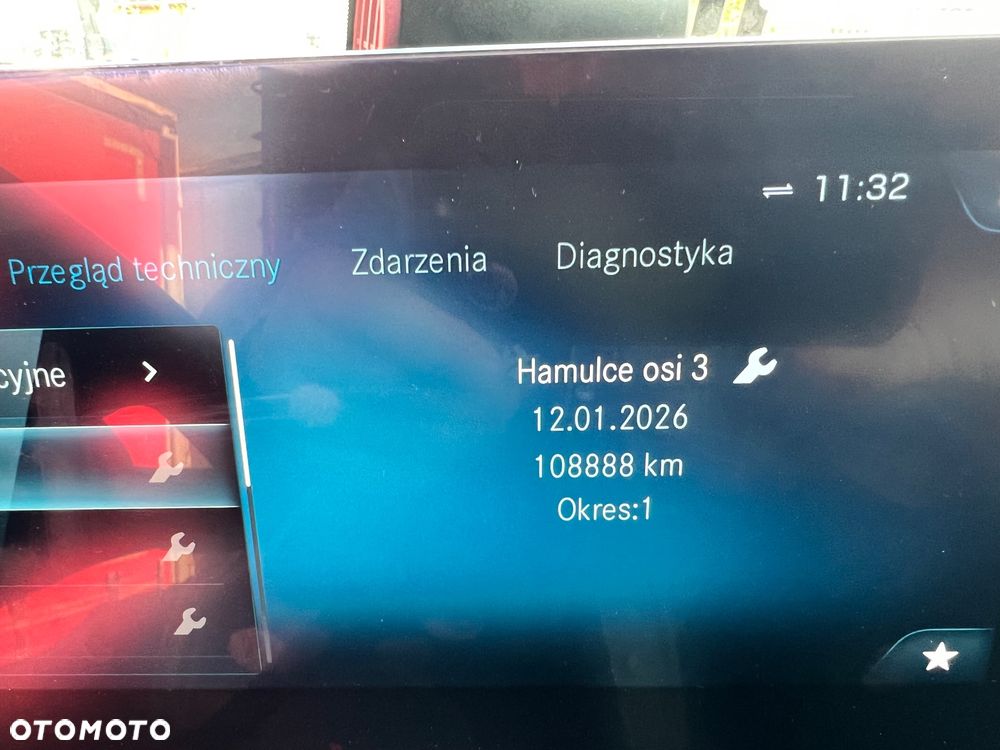 11:32
Przegląd techniczny Zdarzenia Diagnostyka
cyjne
Hamulce osi 3
12.01.2026
108888 km
Okres:1
OTOMOTO